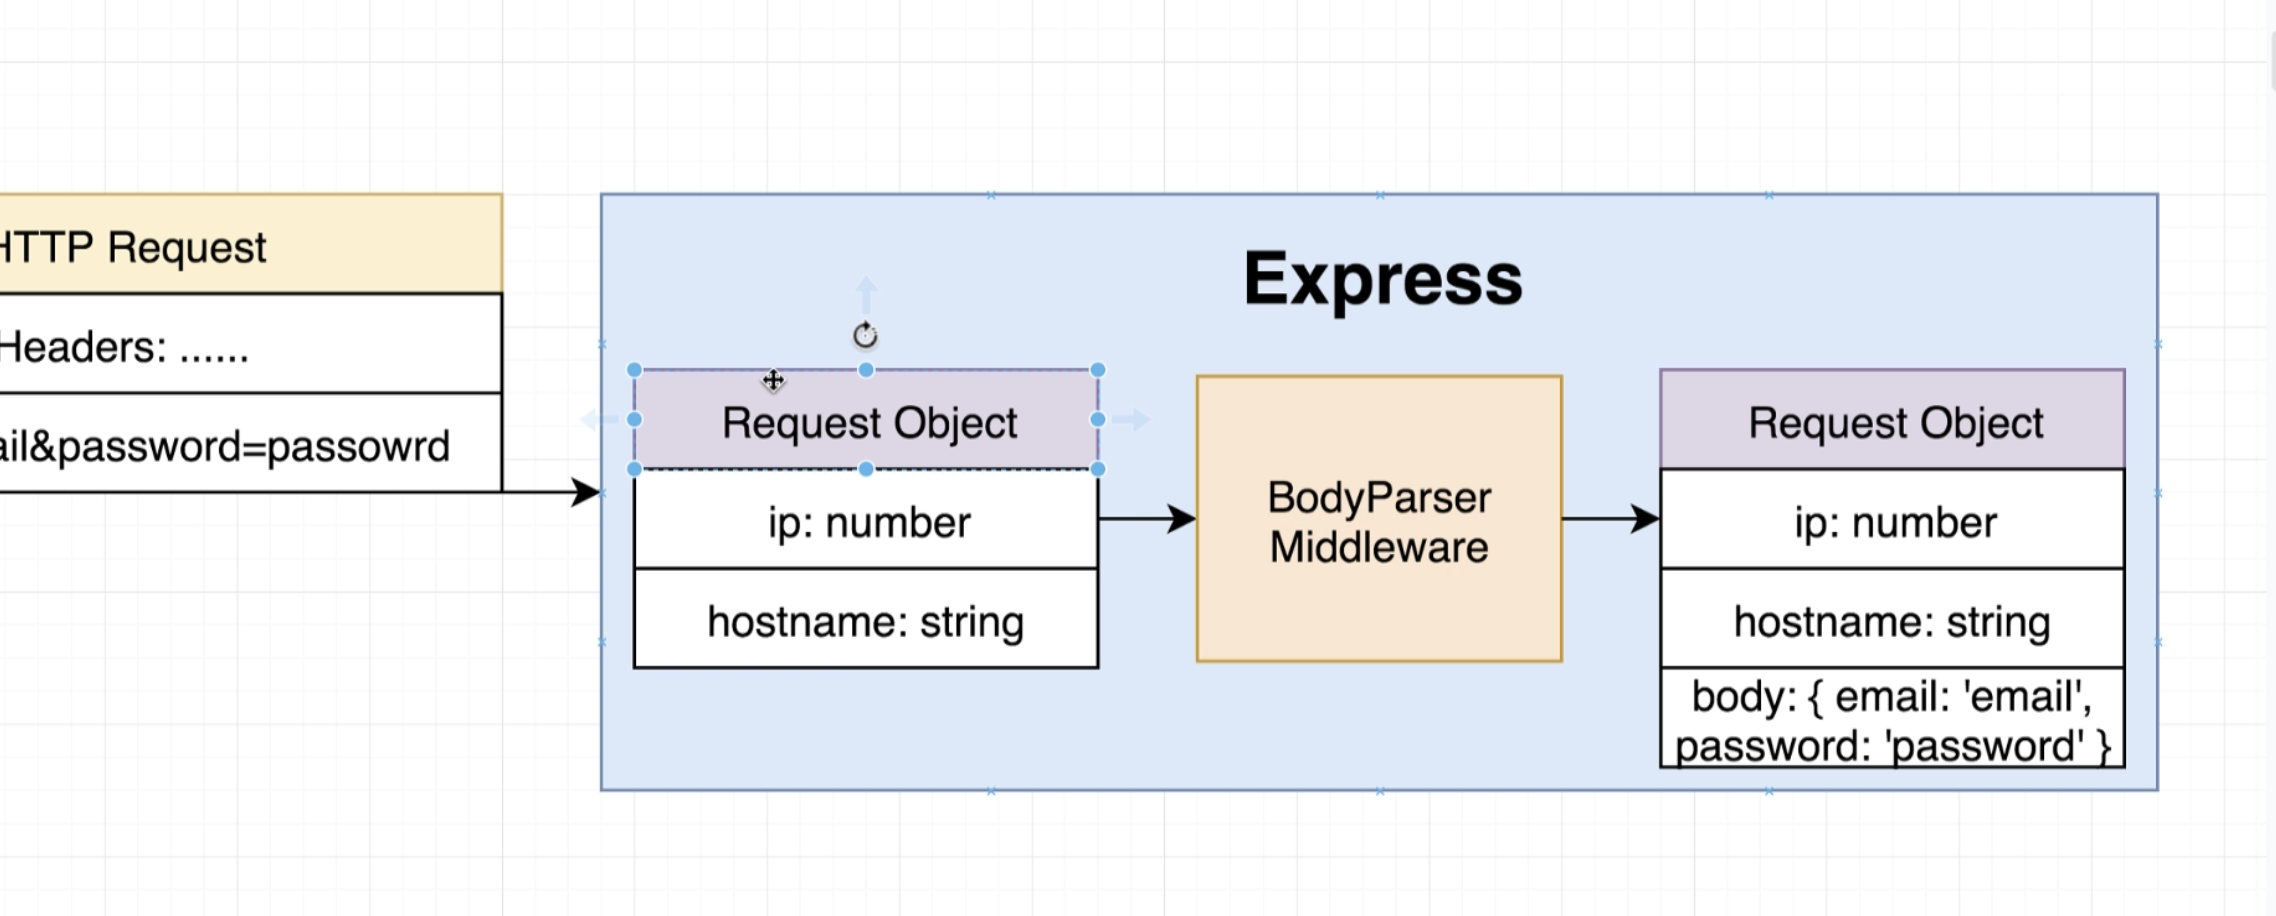 HTTP Request
Headers: ......
ail&password=passowrd
Express
Request Object
ip: number
hostname: string
BodyParser
Middleware
Request Object
ip: number
hostname: string
body: { email: 'email',
password: 'password' }